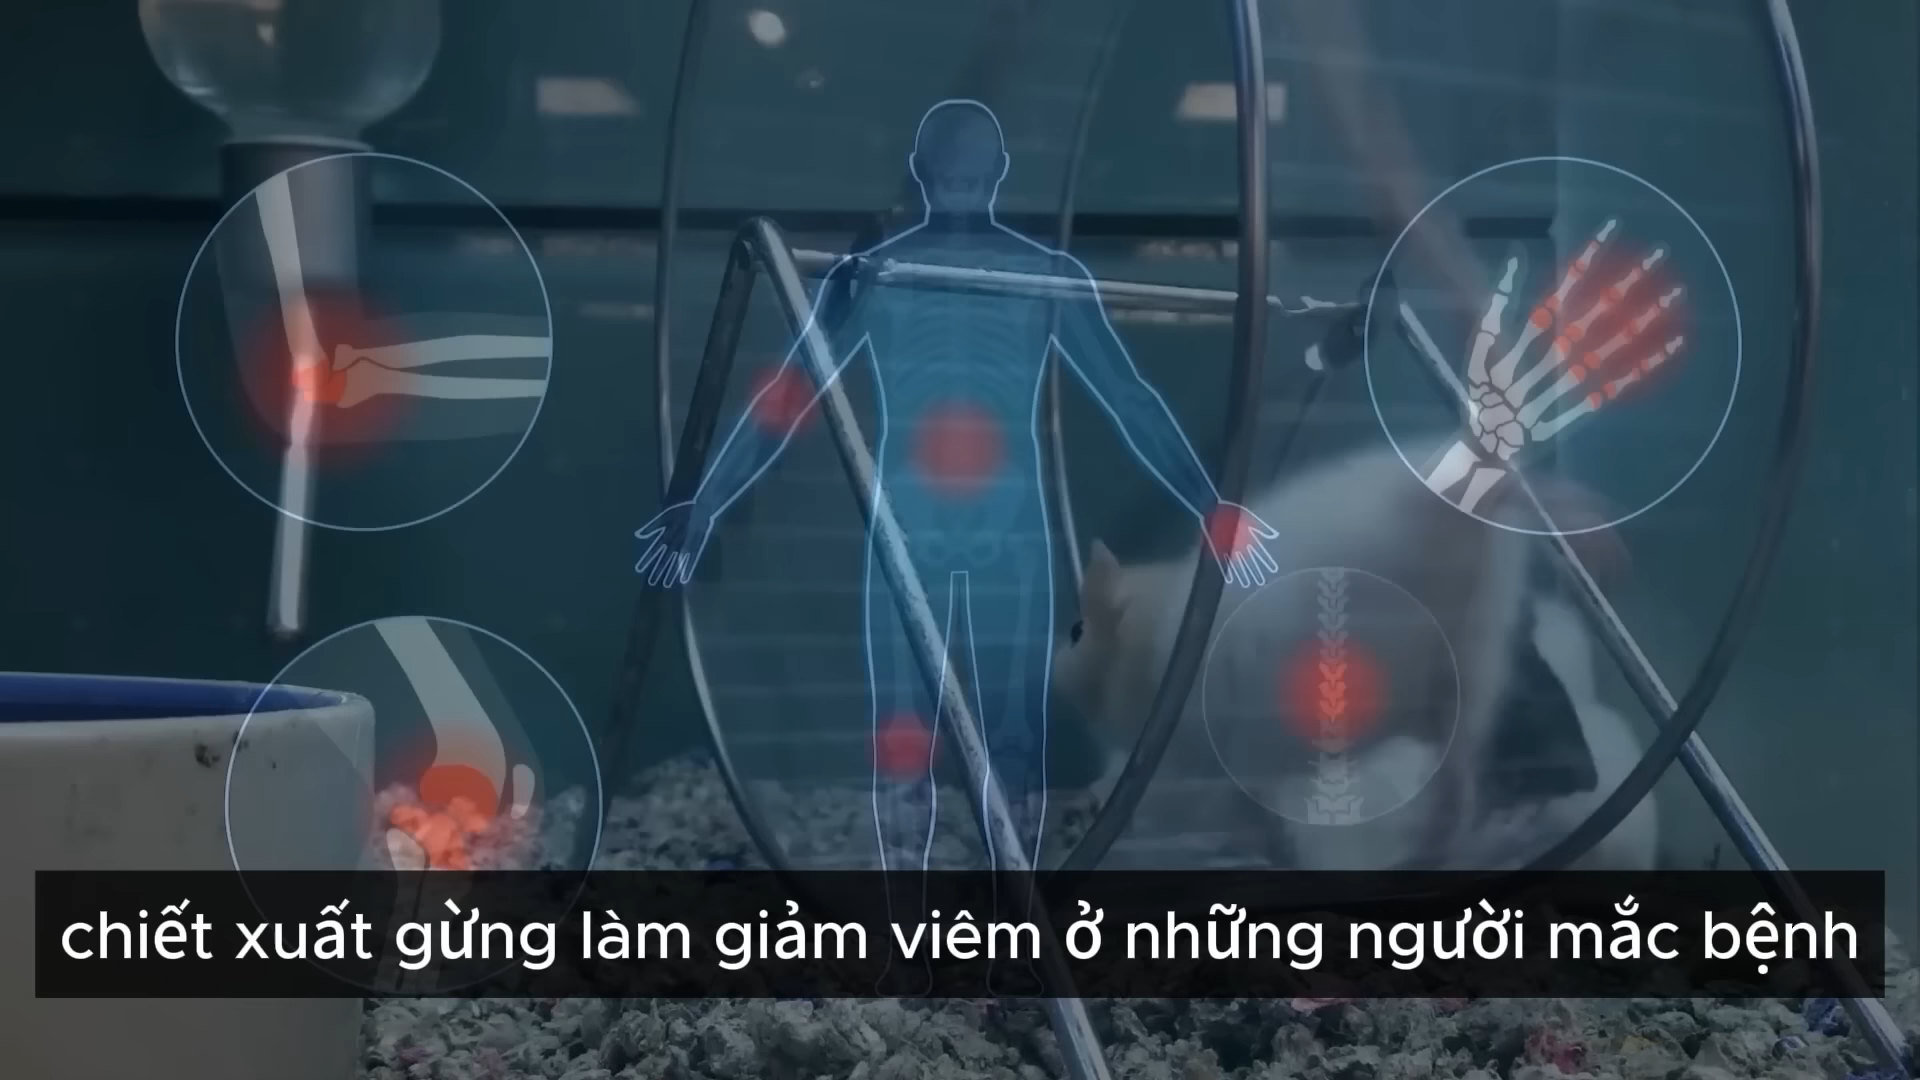 chiết xuất gừng làm giảm viêm ở những người mắc bệnh